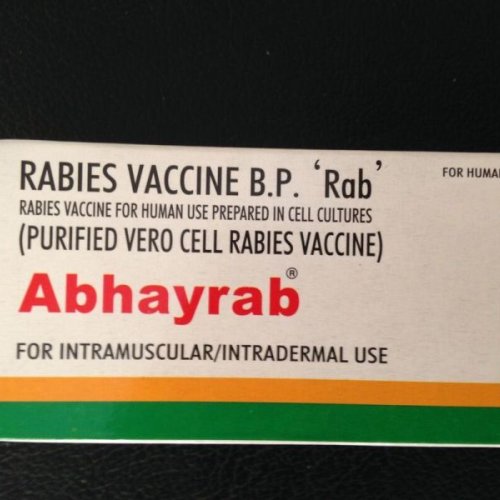 RABIES VACCINE B.P. ‘Rab’
RABIES VACCINE FOR HUMAN USE PREPARED IN CELL CULTURES
(PURIFIED VERO CELL RABIES VACCINE)
Abhayrab®
FOR INTRAMUSCULAR/INTRADERMAL USE
FOR HUMA